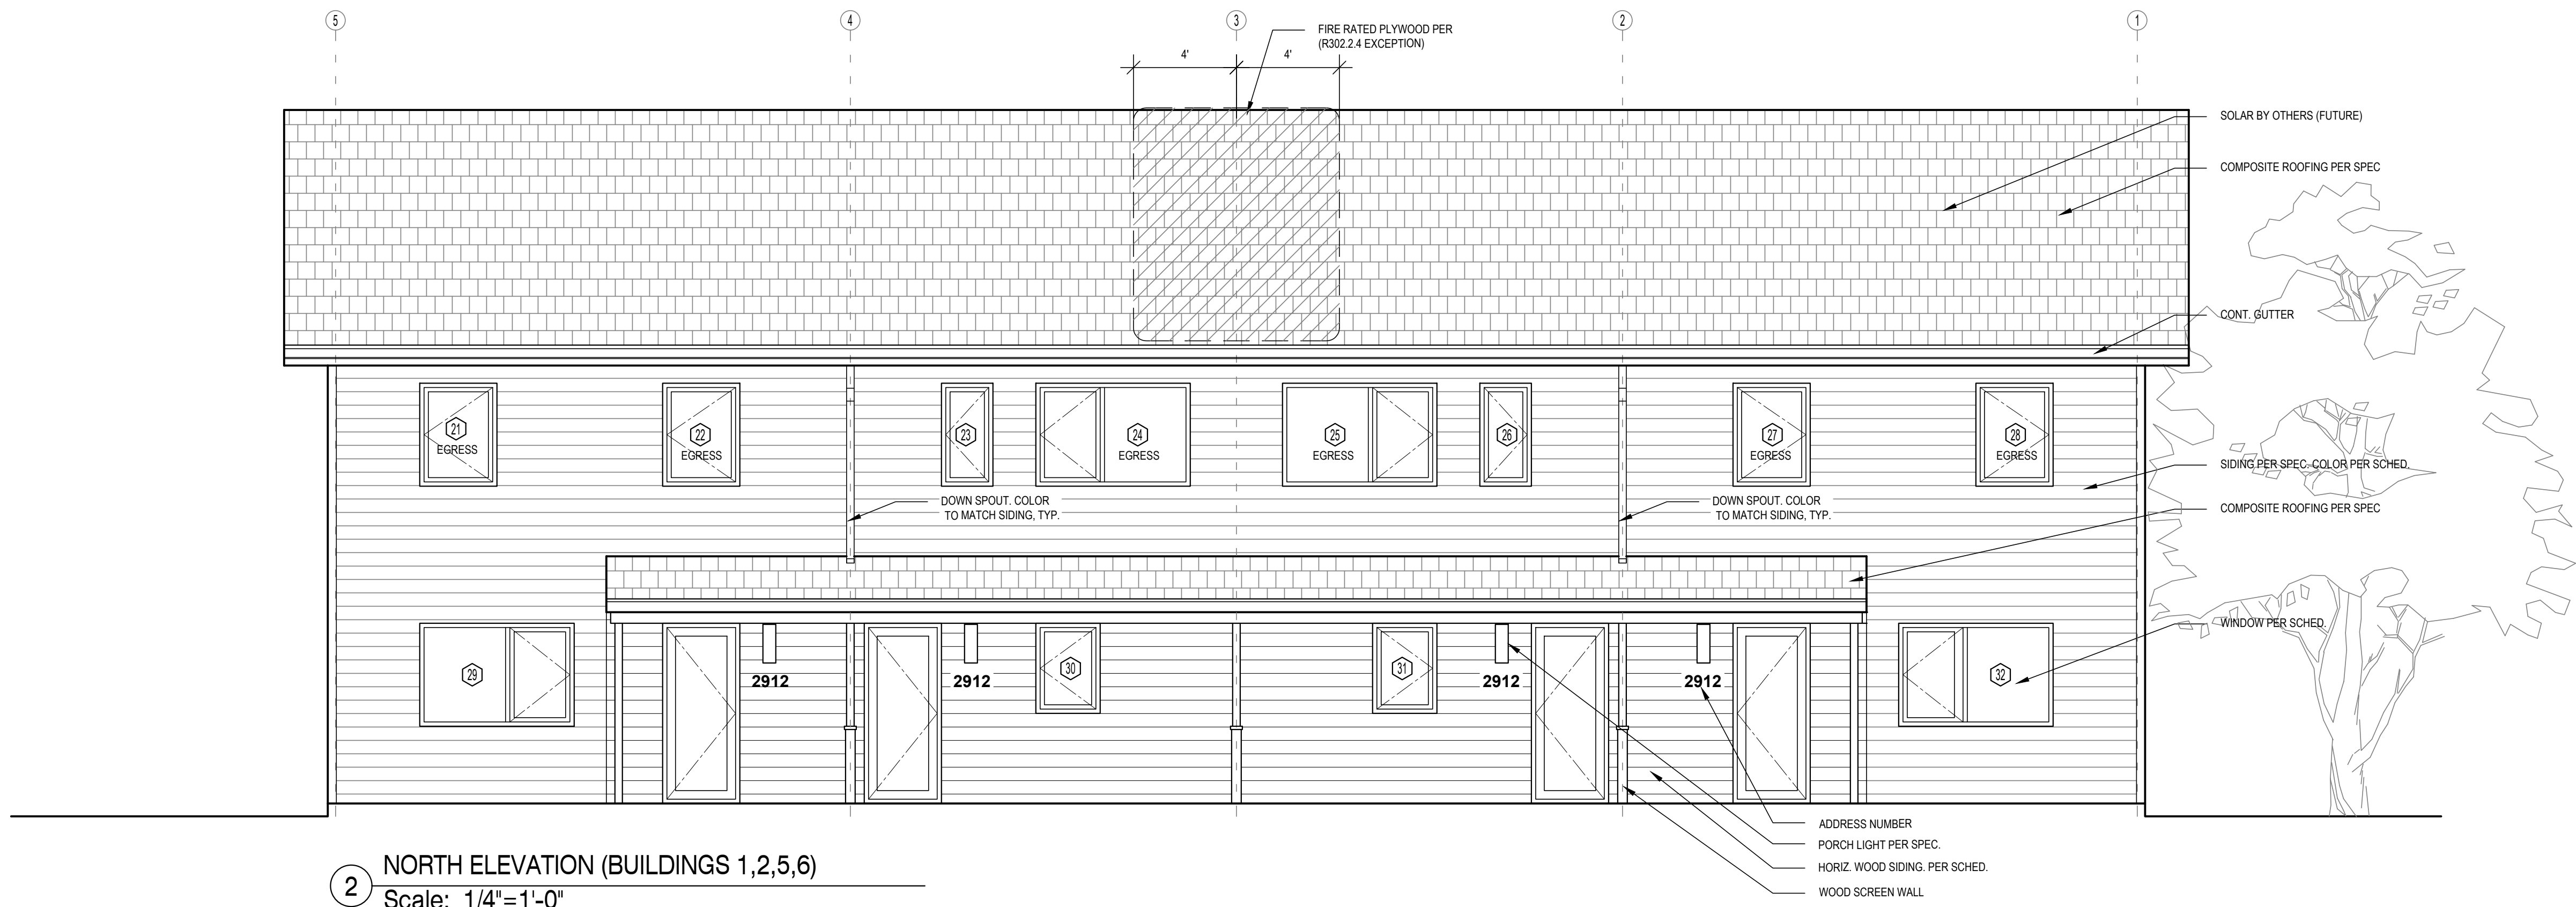 5
4
3
2
1
FIRE RATED PLYWOOD PER
(R302.2.4 EXCEPTION)
4'
4'
SOLAR BY OTHERS (FUTURE)
COMPOSITE ROOFING PER SPEC
CONT. GUTTER
21
EGRESS
22
EGRESS
23
24
EGRESS
25
EGRESS
26
27
EGRESS
28
EGRESS
SIDING PER SPEC. COLOR PER SCHED.
DOWN SPOUT. COLOR
TO MATCH SIDING, TYP.
DOWN SPOUT. COLOR
TO MATCH SIDING, TYP.
COMPOSITE ROOFING PER SPEC
WINDOW PER SCHED.
29
2912
2912
30
31
2912
2912
32
ADDRESS NUMBER
PORCH LIGHT PER SPEC.
HORIZ. WOOD SIDING. PER SCHED.
WOOD SCREEN WALL
2
NORTH ELEVATION (BUILDINGS 1,2,5,6)
Scale: 1/4"=1'-0"